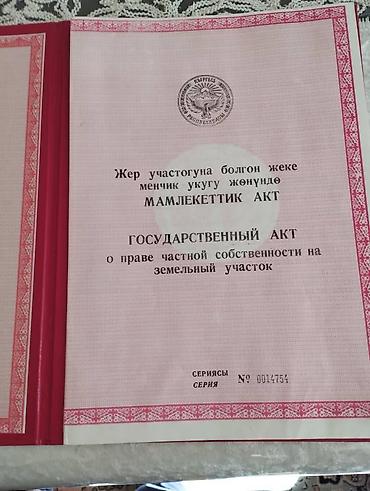 Жер участогуна болгон жеке
менчик укугу жөнүндө
МАМЛЕКЕТТИК АКТ
ГОСУДАРСТВЕННЫЙ АКТ
о праве частной собственности на
земельный участок
СЕРИЯСЫ
СЕРИЯ № 0014754